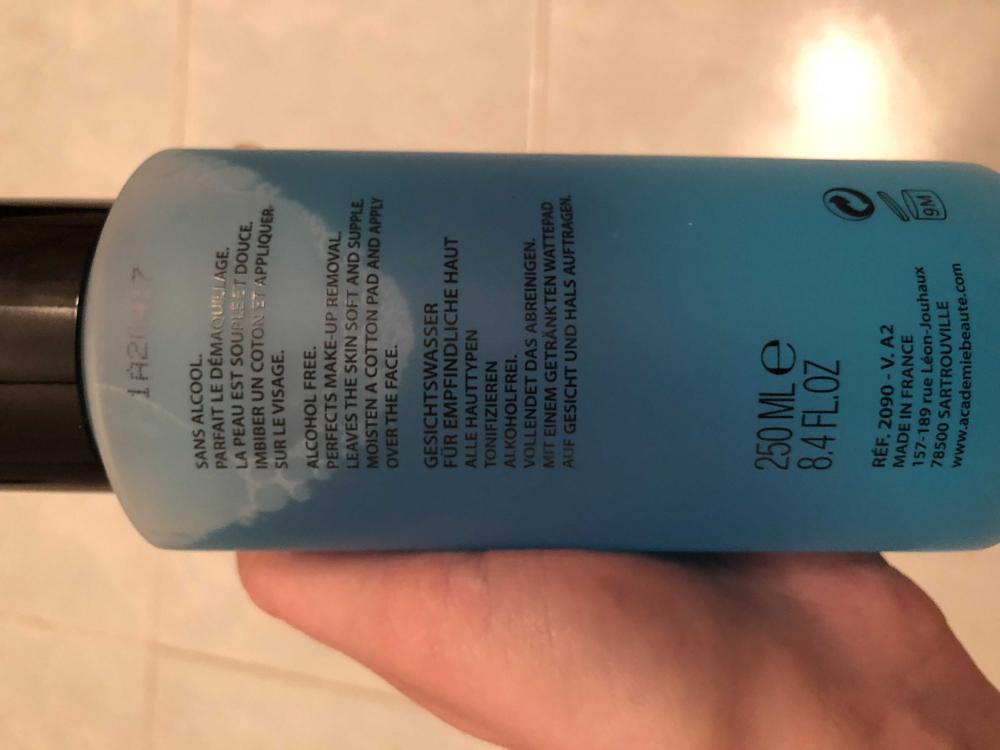 SANS ALCOOL.
PARFAIT LE DÉMAQUILLAGE.
LA PEAU EST SOUPLE ET DOUCE.
IMBIBER UN COTON ET APPLIQUER
SUR LE VISAGE.
ALCOHOL FREE.
PERFECTS MAKE-UP REMOVAL.
LEAVES THE SKIN SOFT AND SUPPLE.
MOISTEN A COTTON PAD AND APPLY
OVER THE FACE.
GESICHTSWASSER
FÜR EMPFINDLICHE HAUT
ALLE HAUTTYPEN
TONIFIZIEREN
ALKOHOLFREI.
VOLLENDET DAS ABREINIGEN.
MIT EINEM GETRÄNKTEN WATTEPAD
AUF GESICHT UND HALS AUFTRAGEN.
250 ML e
8.4 FL.OZ
9M
RÉF. 2090 - V. A2
MADE IN FRANCE
157-189 rue Léon-Jouhaux
78500 SARTROUVILLE
www.academiebeaute.com